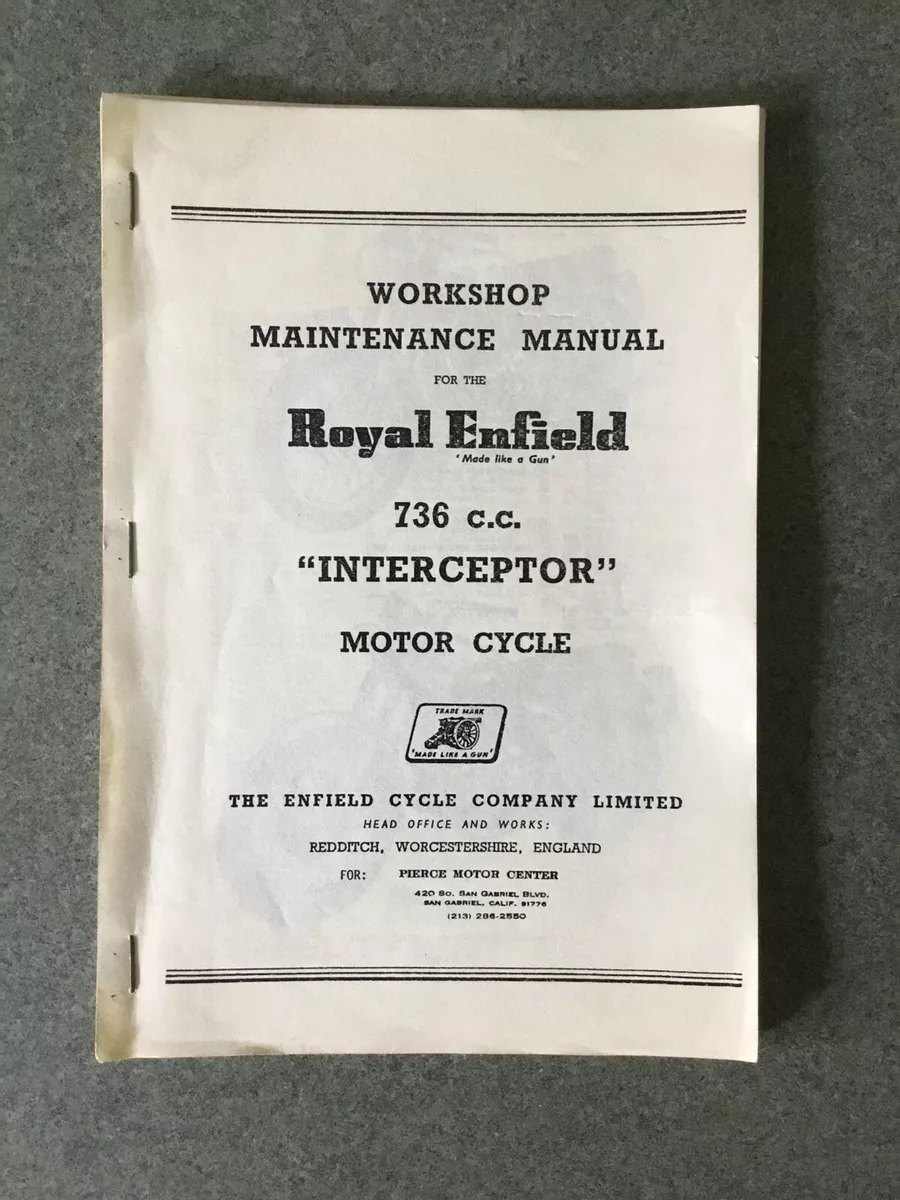 WORKSHOP
MAINTENANCE MANUAL
FOR THE
Royal Enfield
'Made like a Gun'
736 c.c.
“INTERCEPTOR”
MOTOR CYCLE
TRADE MARK
'MADE LIKE A GUN'
THE ENFIELD CYCLE COMPANY LIMITED
HEAD OFFICE AND WORKS:
REDDITCH, WORCESTERSHIRE, ENGLAND
FOR: PIERCE MOTOR CENTER
420 So. San Gabriel Blvd.
San Gabriel, Calif. 91776
(213) 286-2550